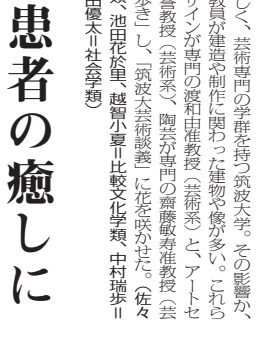 しく、芸術専門の学群を持つ筑波大学。その影響か、
教員が建造や制作に関わった建物や像が多い。これら
ザインが専門の渡和由准教授（芸術系）と、アートセ
誉教授（芸術系）、陶芸が専門の齋藤敏寿准教授（芸
歩き」し、「筑波大芸術談義」に花を咲かせた。（佐々
類、池田花於里、越智小夏＝比較文化学類、中村瑞歩＝
田優太＝社会学類）
患者の癒しに